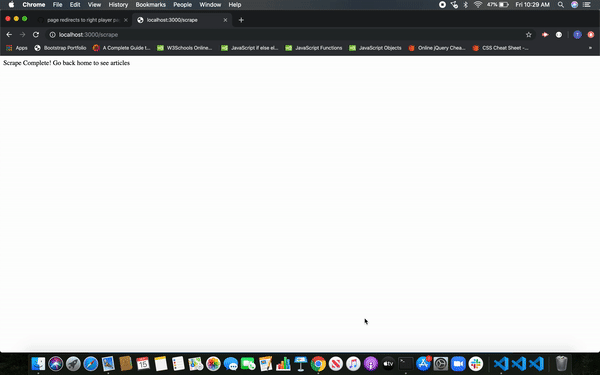 Chrome File Edit View History Bookmarks People Window Help 47% Fri 10:29 AM
page redirects to right player pa localhost:3000/scrape
localhost:3000/scrape
Apps Bootstrap Portfolio A Complete Guide t... W3Schools Online... JavaScript if else el... JavaScript Functions JavaScript Objects Online jQuery Chea... CSS Cheat Sheet -...
Scrape Complete! Go back home to see articles